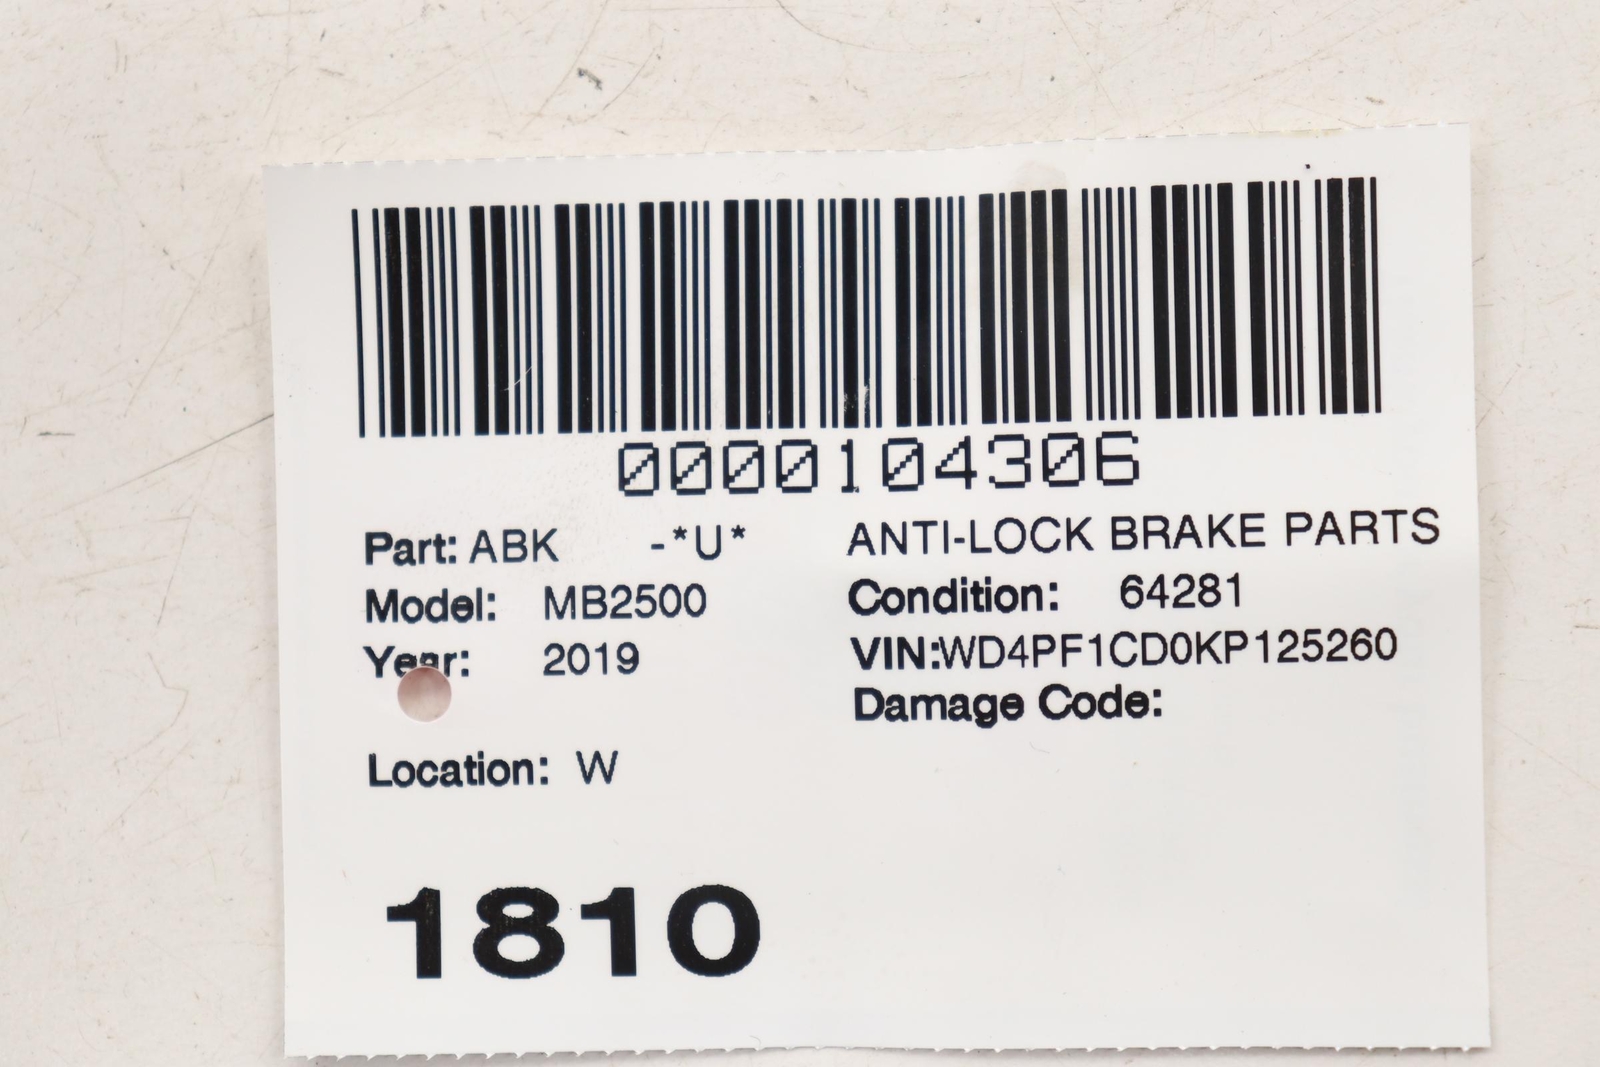 0000104306
Part: ABK -*U* ANTI-LOCK BRAKE PARTS
Model: MB2500 Condition: 64281
Year: 2019 VIN:WD4PF1CD0KP125260
Damage Code:
Location: W
1810